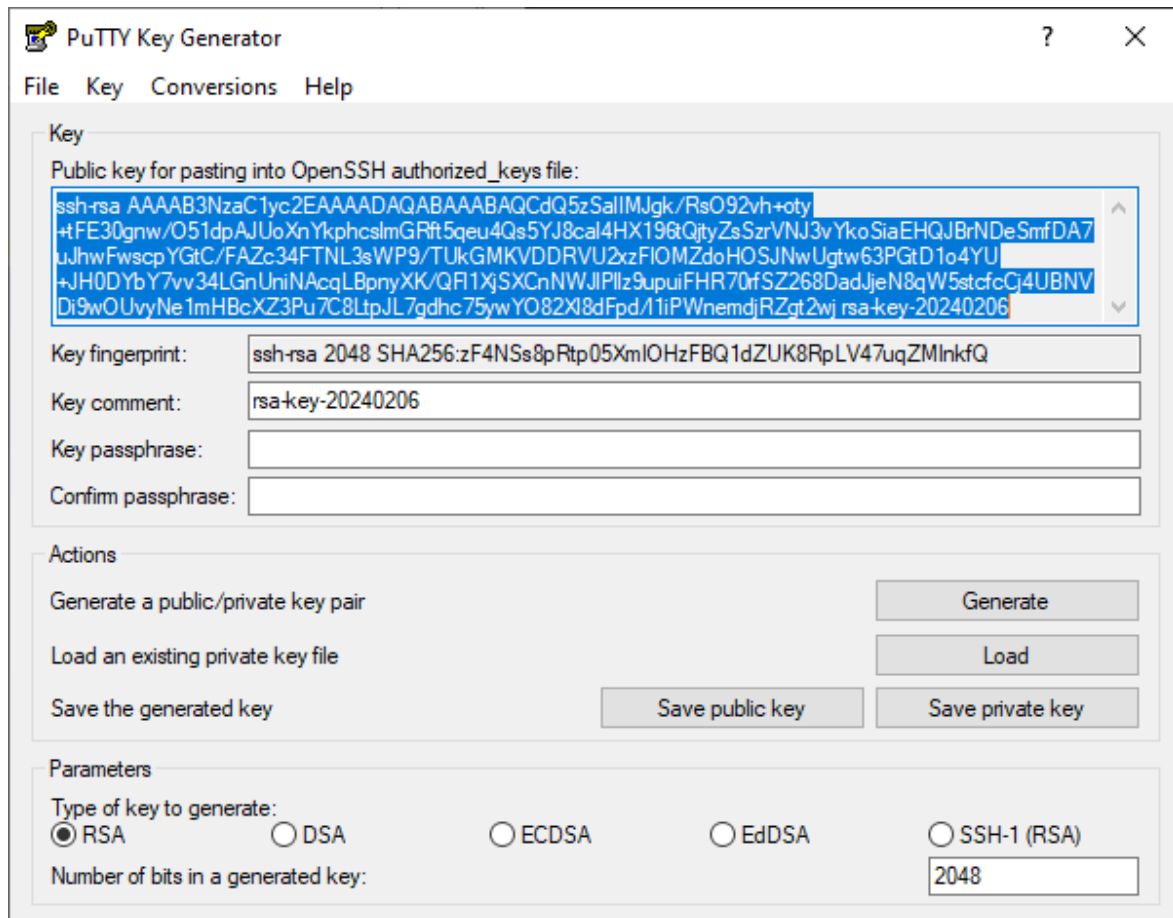 PuTTY Key Generator
?
File Key Conversions Help
Key
Public key for pasting into OpenSSH authorized_keys file:
ssh-rsa AAAAB3NzaC1yc2EAAAADAQABAAABAQCdQ5zSaIlMJgk/RsO92vh+oty
+tFE30gnw/O51dpAJUoXnYkphcslmGRft5qeu4Qs5YJ8caI4HX196tQjtyZsSzrVNJ3vYkoSiaEHQJBrNDeSmfDA7
uJhwFwscpYGtC/FAZc34FTNL3sWP9/TUkGMKVDDRVU2xzFlOMZdoHOSJNwUgtw63PGtD1o4YU
+JH0DYbY7vv34LGnUniNAcqLBpnyXK/QFl1XjSXCnNWJlPIlz9upuiFHR70rfSZ268DadJjeN8qW5stcfcCj4UBNV
Di9wOUvyNe1mHBcXZ3Pu7C8LtpJL7gdhc75ywYO82Xl8dFpd/I1iPWnemdjRZgt2wj rsa-key-20240206
Key fingerprint: ssh-rsa 2048 SHA256:zF4NSs8pRtp05XmlOHzFBQ1dZUK8RpLV47uqZMInkfQ
Key comment: rsa-key-20240206
Key passphrase:
Confirm passphrase:
Actions
Generate a public/private key pair Generate
Load an existing private key file Load
Save the generated key Save public key Save private key
Parameters
Type of key to generate:
RSA DSA ECDSA EdDSA SSH-1 (RSA)
Number of bits in a generated key: 2048